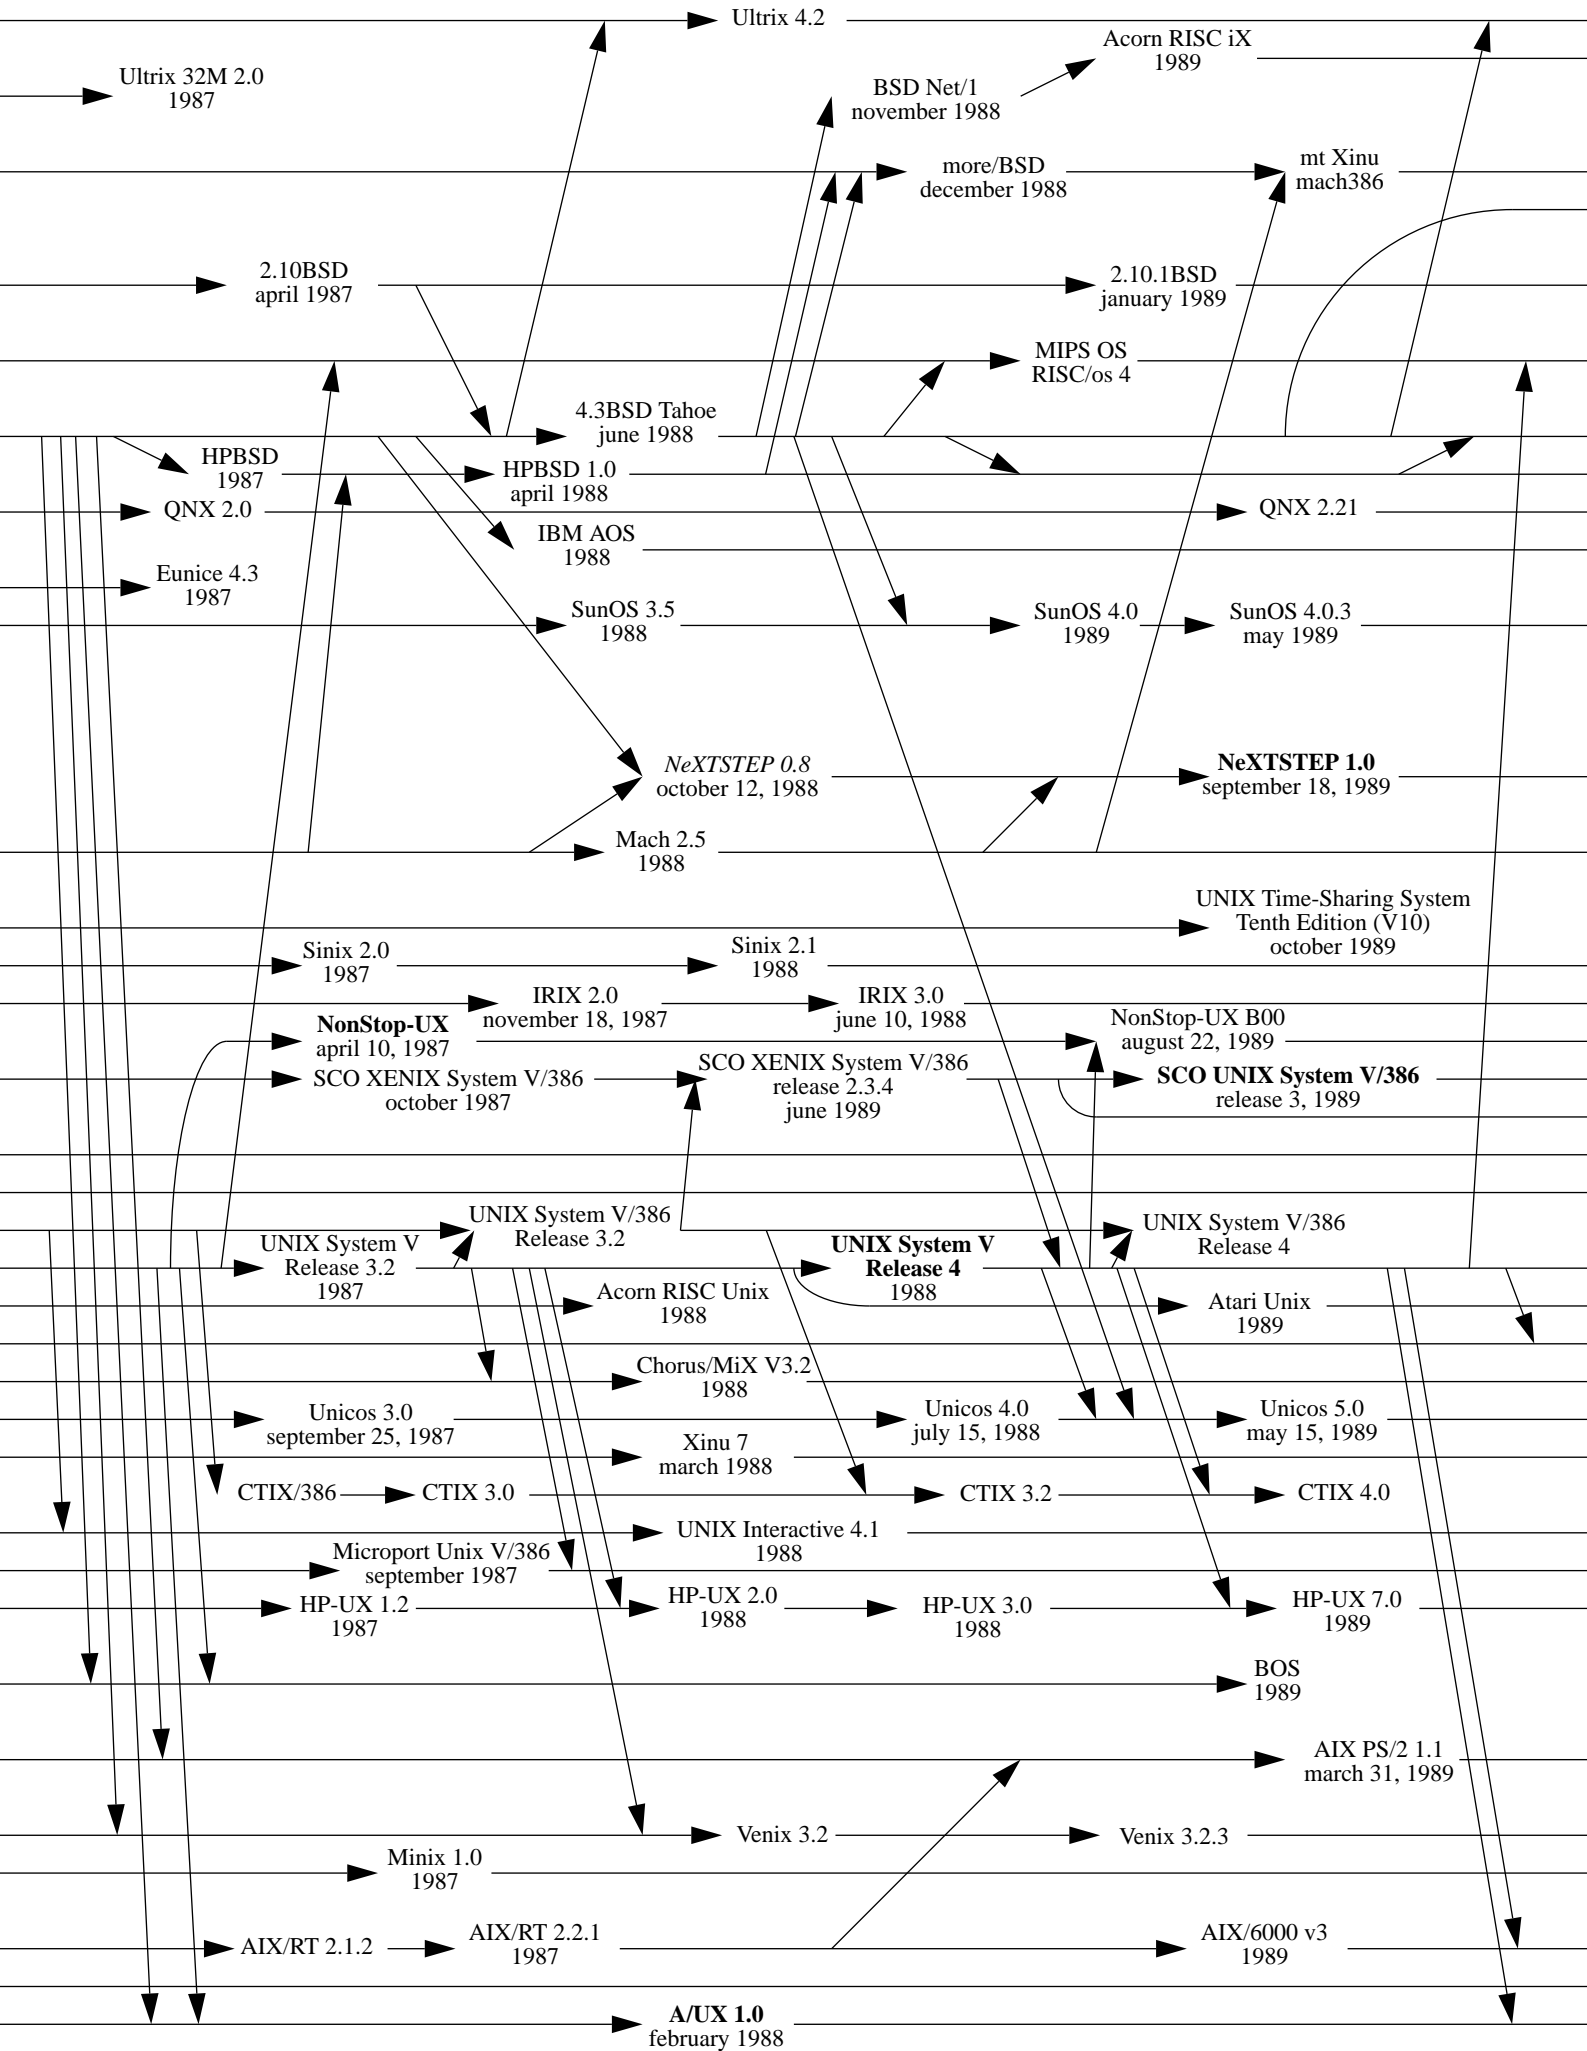 Ultrix 4.2
Acorn RISC iX
1989
Ultrix 32M 2.0
1987
BSD Net/1
november 1988
more/BSD
december 1988
mt Xinu
mach386
2.10BSD
april 1987
2.10.1BSD
january 1989
MIPS OS
RISC/os 4
4.3BSD Tahoe
june 1988
HPBSD
1987
HPBSD 1.0
april 1988
QNX 2.0
QNX 2.21
IBM AOS
1988
Eunice 4.3
1987
SunOS 3.5
1988
SunOS 4.0
1989
SunOS 4.0.3
may 1989
NeXTSTEP 0.8
october 12, 1988
NeXTSTEP 1.0
september 18, 1989
Mach 2.5
1988
UNIX Time-Sharing System
Tenth Edition (V10)
october 1989
Sinix 2.0
1987
Sinix 2.1
1988
IRIX 2.0
november 18, 1987
IRIX 3.0
june 10, 1988
NonStop-UX
april 10, 1987
NonStop-UX B00
august 22, 1989
SCO XENIX System V/386
october 1987
SCO XENIX System V/386
release 2.3.4
june 1989
SCO UNIX System V/386
release 3, 1989
UNIX System V/386
Release 3.2
UNIX System V/386
Release 4
UNIX System V
Release 3.2
1987
UNIX System V
Release 4
1988
Acorn RISC Unix
1988
Atari Unix
1989
Chorus/MiX V3.2
1988
Unicos 3.0
september 25, 1987
Unicos 4.0
july 15, 1988
Unicos 5.0
may 15, 1989
Xinu 7
march 1988
CTIX/386
CTIX 3.0
CTIX 3.2
CTIX 4.0
UNIX Interactive 4.1
1988
Microport Unix V/386
september 1987
HP-UX 1.2
1987
HP-UX 2.0
1988
HP-UX 3.0
1988
HP-UX 7.0
1989
BOS
1989
AIX PS/2 1.1
march 31, 1989
Venix 3.2
Venix 3.2.3
Minix 1.0
1987
AIX/RT 2.1.2
AIX/RT 2.2.1
1987
AIX/6000 v3
1989
A/UX 1.0
february 1988